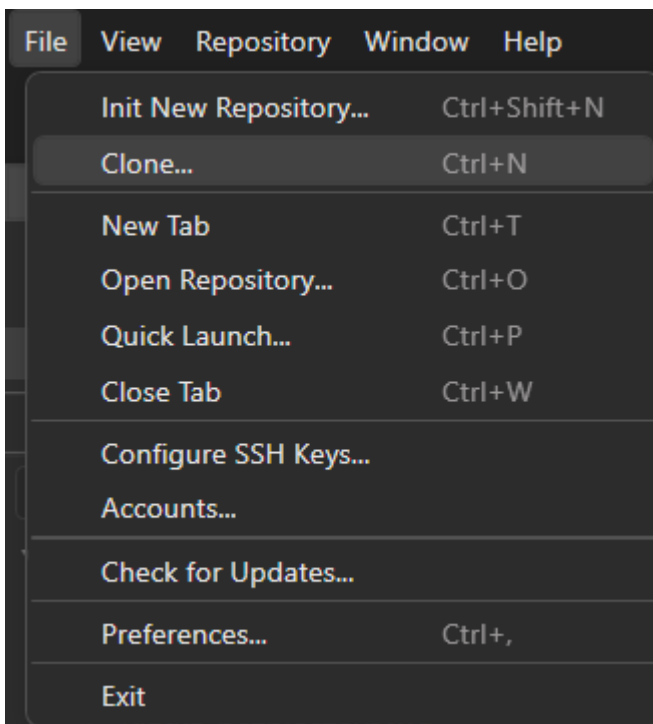 File View Repository Window Help
Init New Repository... Ctrl+Shift+N
Clone... Ctrl+N
New Tab Ctrl+T
Open Repository... Ctrl+O
Quick Launch... Ctrl+P
Close Tab Ctrl+W
Configure SSH Keys...
Accounts...
Check for Updates...
Preferences... Ctrl+,
Exit